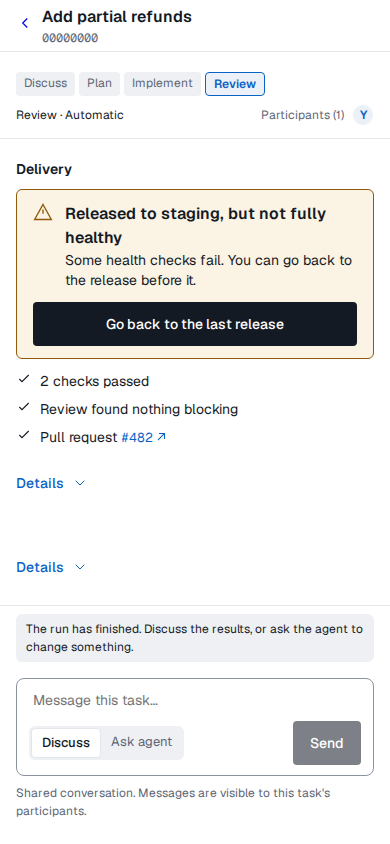 Add partial refunds
00000000
Discuss Plan Implement Review
Review · Automatic Participants (1) Y
Delivery
Released to staging, but not fully
healthy
Some health checks fail. You can go back to
the release before it.
Go back to the last release
2 checks passed
Review found nothing blocking
Pull request #482
Details
Details
The run has finished. Discuss the results, or ask the agent to
change something.
Message this task...
Discuss Ask agent Send
Shared conversation. Messages are visible to this task's
participants.